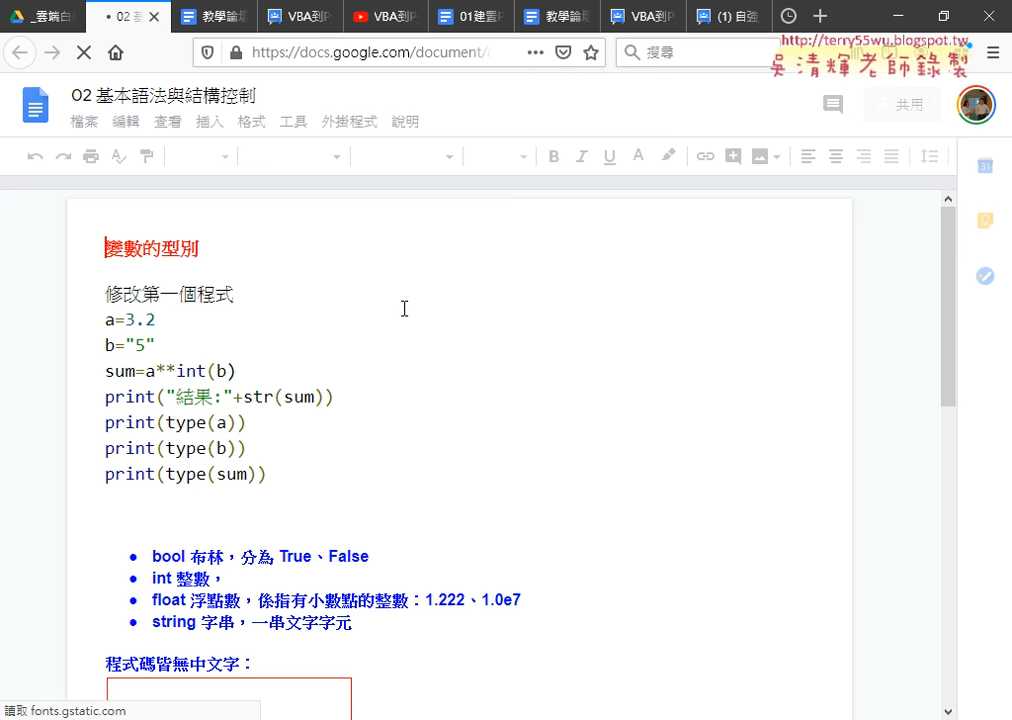 _雲端白
02 基
教學論壇
VBA到P
VBA到P
01建置P
教學論壇
VBA到P
(1) 自強
https://docs.google.com/document/
搜尋
http://terry55wu.blogspot.tw
吳清輝老師錄製
02 基本語法與結構控制
檔案 編輯 查看 插入 格式 工具 外掛程式 說明
共用
B I U A
31
變數的型別
修改第一個程式
a=3.2
b="5"
sum=a**int(b)
print("結果:"+str(sum))
print(type(a))
print(type(b))
print(type(sum))
● bool 布林，分為 True、False
● int 整數，
● float 浮點數，係指有小數點的整數：1.222、1.0e7
● string 字串，一串文字字元
程式碼皆無中文字：
讀取 fonts.gstatic.com